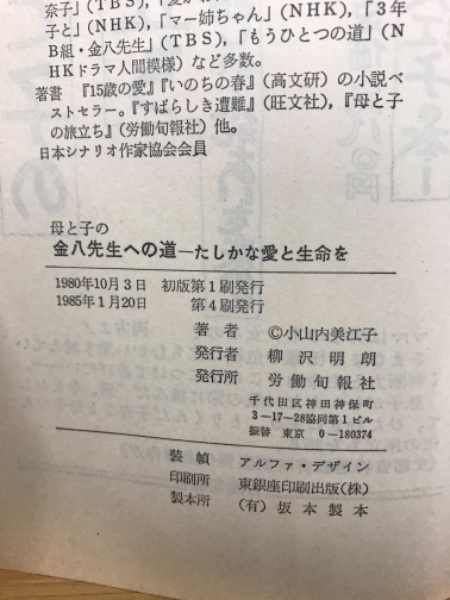 奈子」(TBS),「愛が
子と」(NHK),「マー姉ちゃん」(NHK),「3年
B組・金八先生」(TBS),「もうひとつの道」(N
HKドラマ人間模様)など多数。
著書 『15歳の愛』『いのちの春』(高文研)の小説ベ
ストセラー。『すばらしき遭難』(旺文社),『母と子
の旅立ち』(労働旬報社)他。
日本シナリオ作家協会会員
母と子の
金八先生への道―たしかな愛と生命を
1980年10月3日 初版第1刷発行
1985年1月20日 第4刷発行
著者 ©小山内美江子
発行者 柳沢明朗
発行所 労働旬報社
千代田区神田神保町
3-17-28協同第1ビル
振替 東京 0-180374
装幀 アルファ・デザイン
印刷所 東銀座印刷出版(株)
製本所 (有)坂本製本